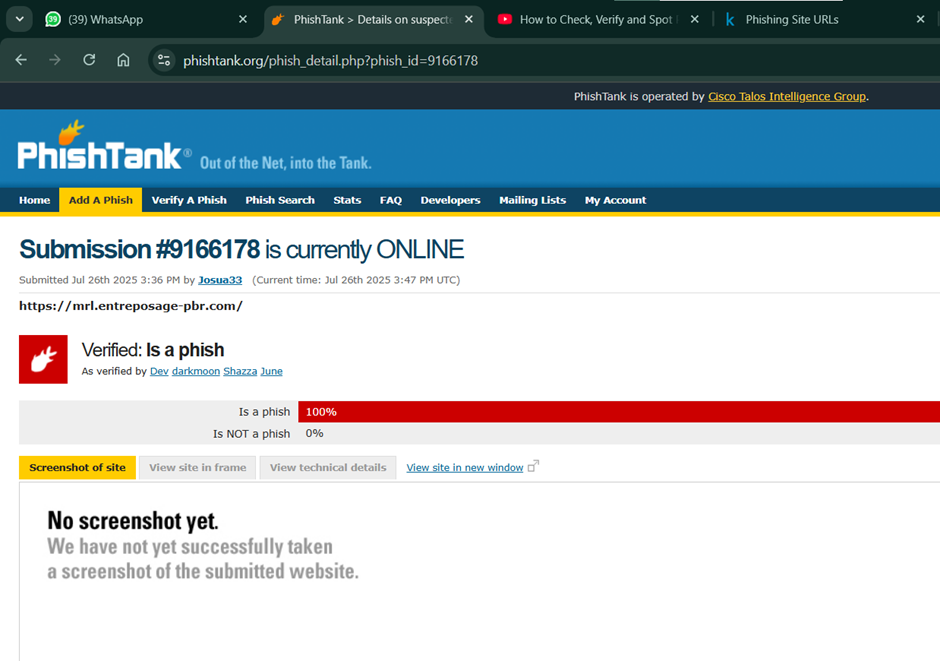 39
(39) WhatsApp
PhishTank > Details on suspecte
How to Check, Verify and Spot
k Phishing Site URLs
phishtank.org/phish_detail.php?phish_id=9166178
PhishTank is operated by Cisco Talos Intelligence Group.
PhishTank® Out of the Net, into the Tank.
Home Add A Phish Verify A Phish Phish Search Stats FAQ Developers Mailing Lists My Account
Submission #9166178 is currently ONLINE
Submitted Jul 26th 2025 3:36 PM by Josua33 (Current time: Jul 26th 2025 3:47 PM UTC)
https://mrl.entreposage-pbr.com/
Verified: Is a phish
As verified by Dev darkmoon Shazza June
Is a phish 100%
Is NOT a phish 0%
Screenshot of site View site in frame View technical details View site in new window
No screenshot yet.
We have not yet successfully taken
a screenshot of the submitted website.